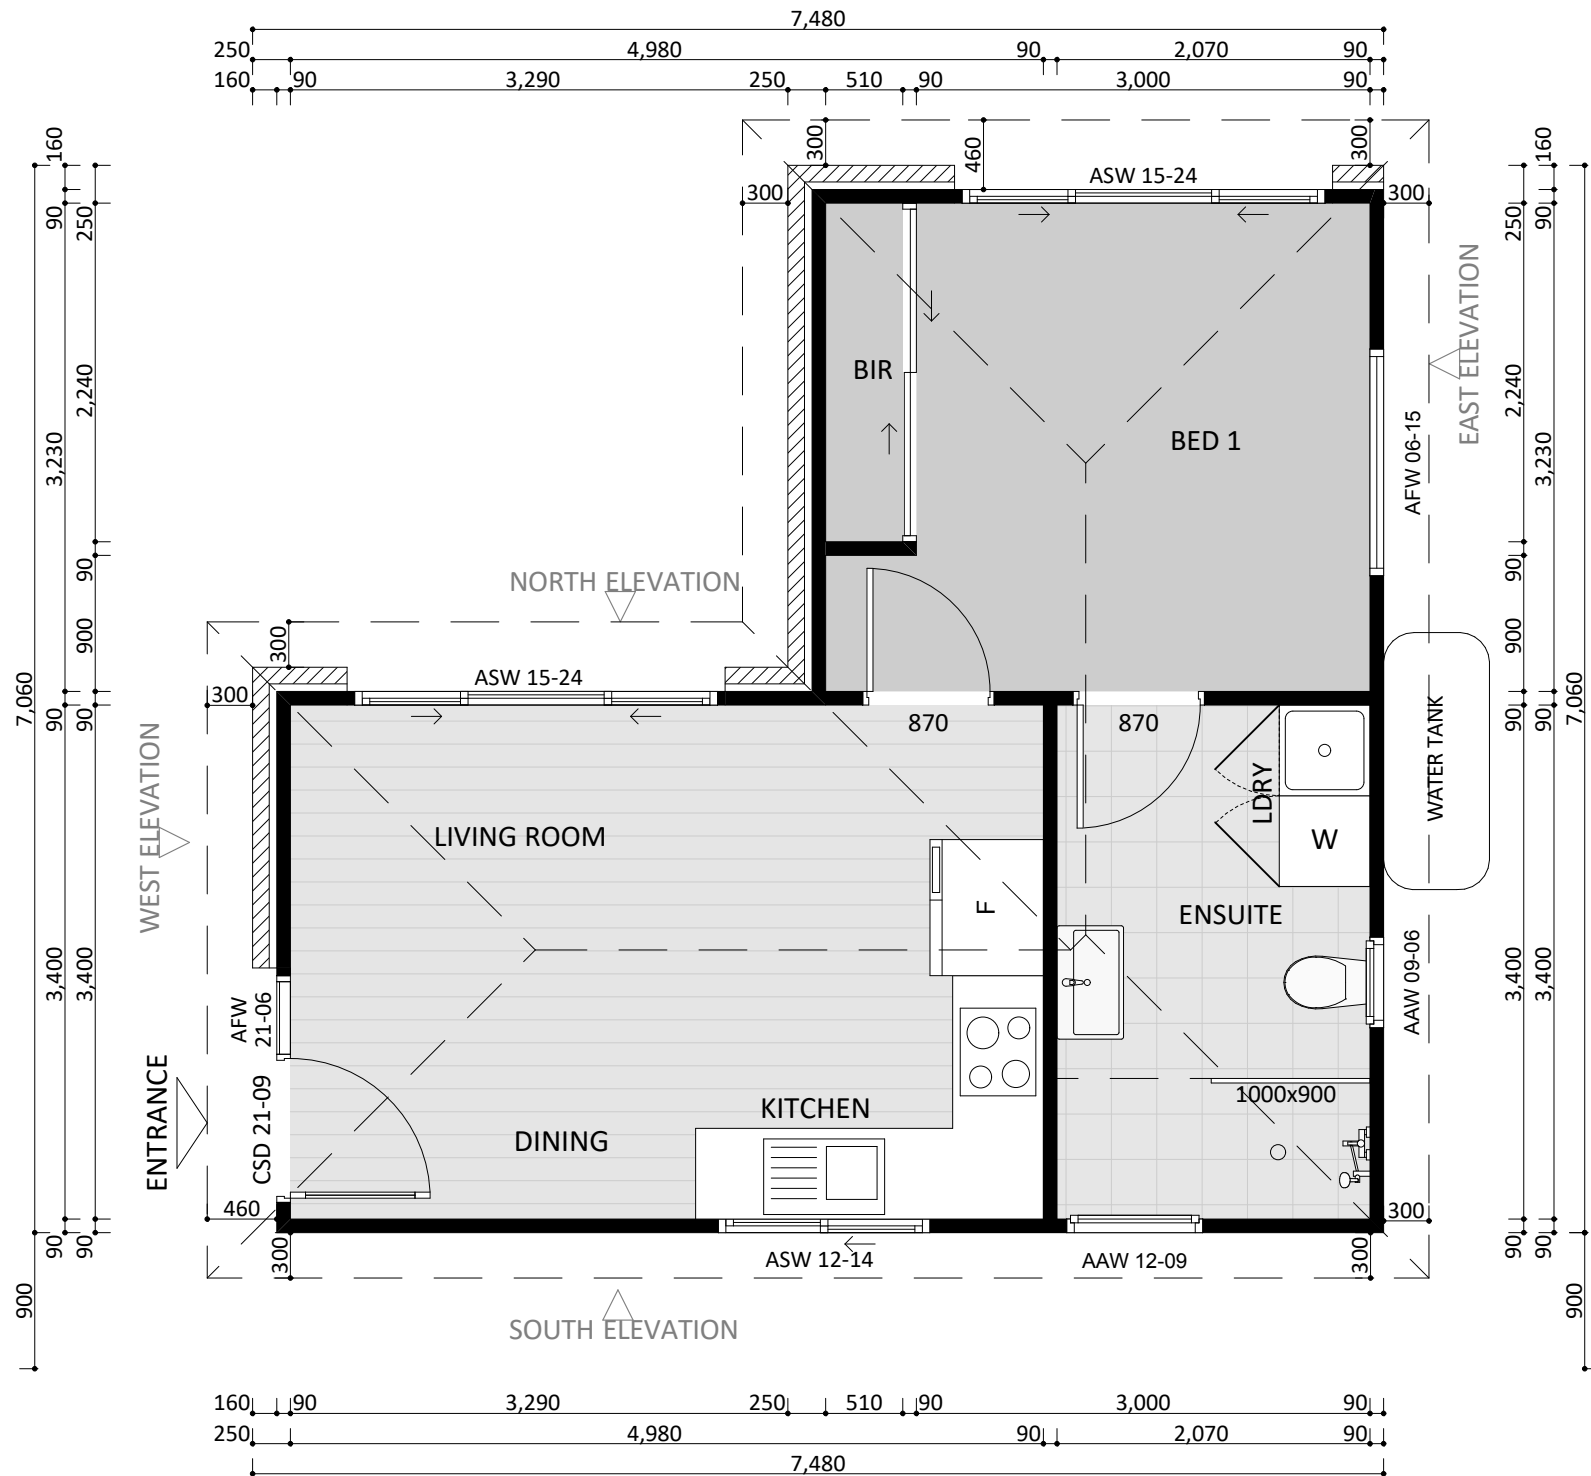 7,480
250 4,980 90 2,070 90
160 90 3,290 250 510 90 3,000 90
300 460 300
160 90 3,230 90 3,400 90
250 2,240 90 900 90 3,400 90
7,060 900
160 90 3,230 90 3,400 90
250 2,240 90 900 90 3,400 90
7,060 900
ASW 15-24
300 300
BIR
BED 1
EAST ELEVATION
AFW 06-15
NORTH ELEVATION
300
ASW 15-24
300
870 870
WEST ELEVATION
LIVING ROOM
LDRY
W
WATER TANK
F
ENSUITE
AFW
21-06
AAW 09-06
ENTRANCE
CSD 21-09
KITCHEN
1000x900
DINING
460 300
300 300
ASW 12-14
AAW 12-09
SOUTH ELEVATION
160 90 3,290 250 510 90 3,000 90
250 4,980 90 2,070 90
7,480